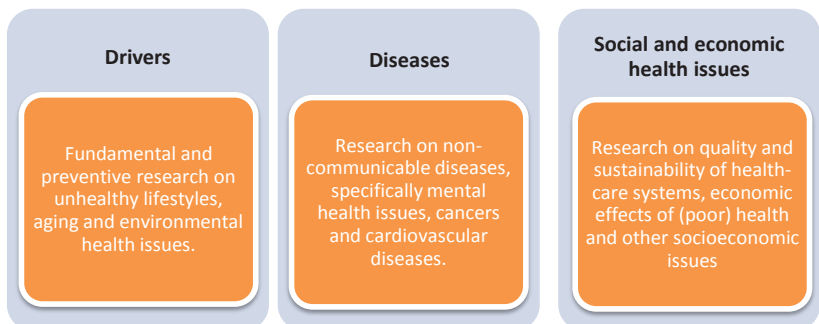 Drivers
Fundamental and
preventive research on
unhealthy lifestyles,
aging and environmental
health issues.
Diseases
Research on non-
communicable diseases,
specifically mental
health issues, cancers
and cardiovascular
diseases.
Social and economic
health issues
Research on quality and
sustainability of health-
care systems, economic
effects of (poor) health
and other socioeconomic
issues